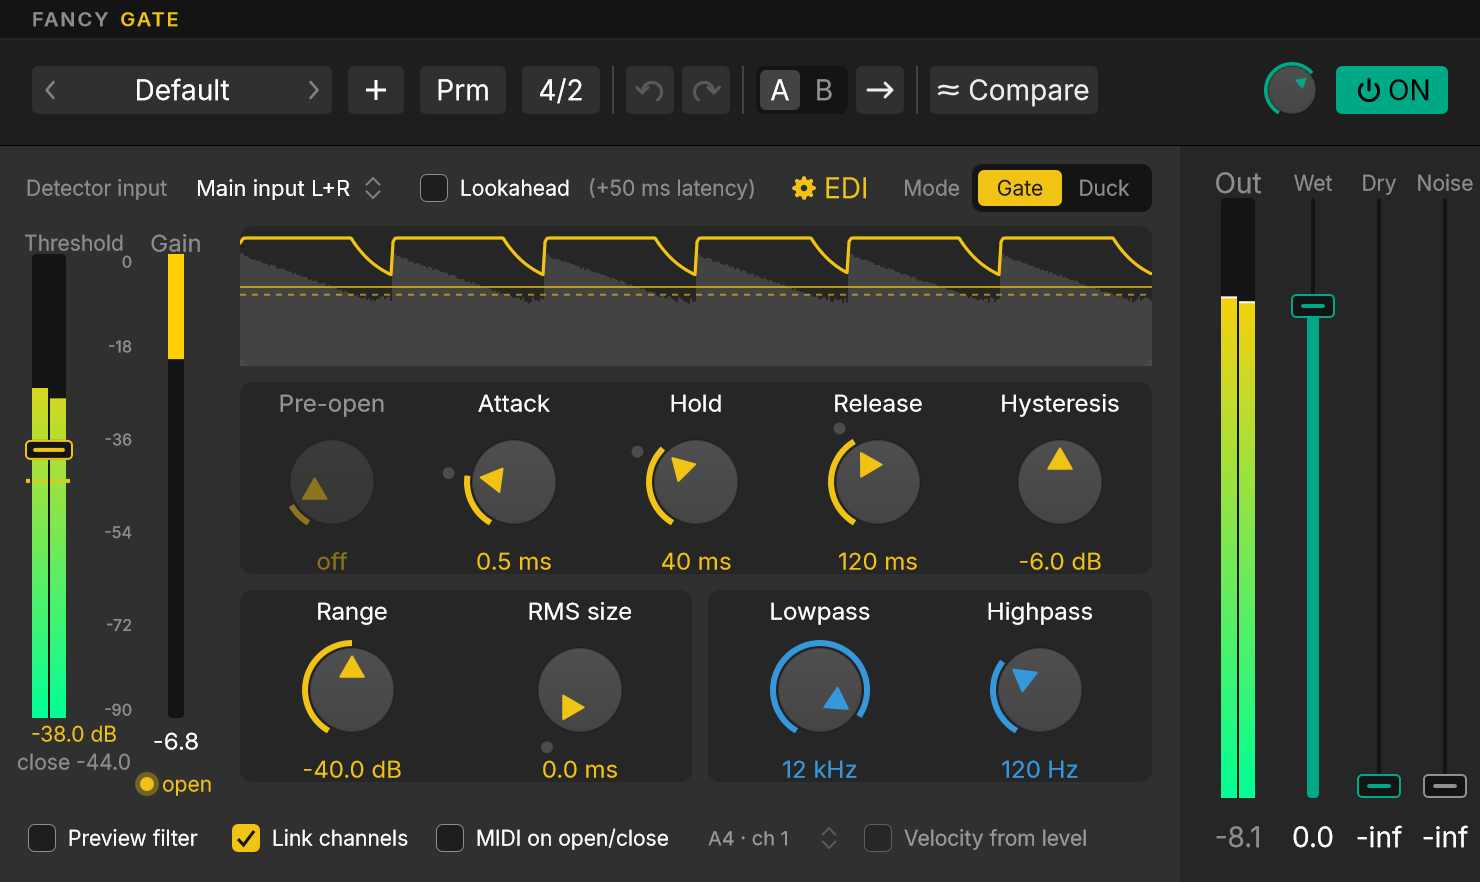 FANCY GATE
Default
+ Prm 4/2 A B → ≈ Compare ON
Detector input Main input L+R Lookahead (+50 ms latency) EDI Mode Gate Duck
Out Wet Dry Noise
Threshold Gain
0
-18
-36
-54
-72
-90
-38.0 dB
-6.8
close -44.0
open
Pre-open Attack Hold Release Hysteresis
off 0.5 ms 40 ms 120 ms -6.0 dB
Range RMS size Lowpass Highpass
-40.0 dB 0.0 ms 12 kHz 120 Hz
Preview filter Link channels MIDI on open/close A4 · ch 1 Velocity from level
-8.1 0.0 -inf -inf